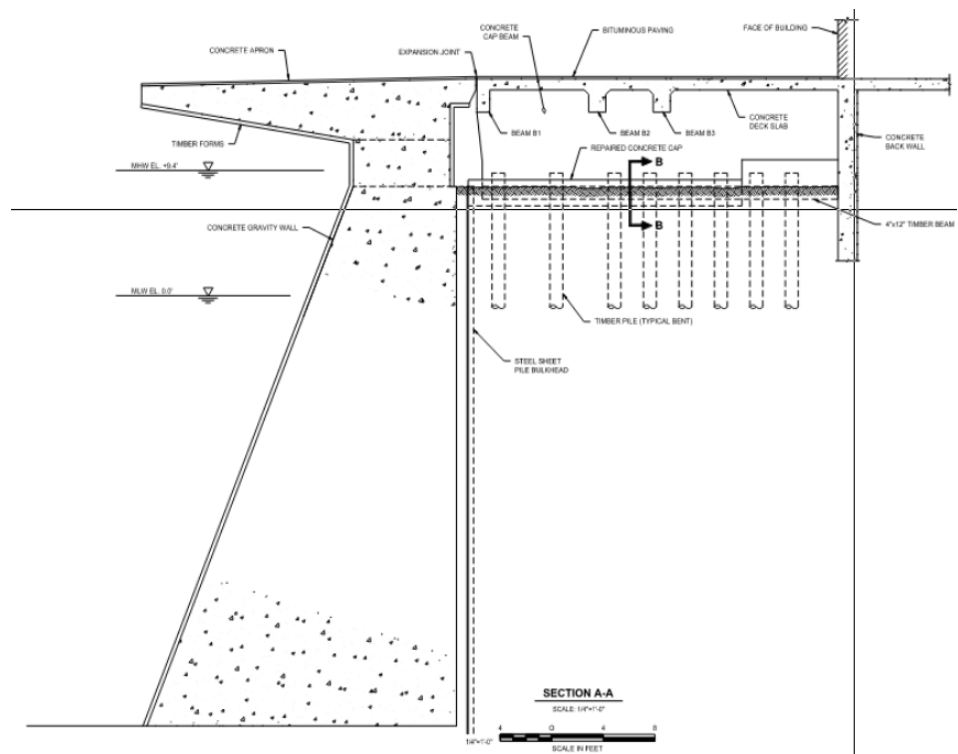 CONCRETE
CAP BEAM
FACE OF BUILDING
BITUMINOUS PAVING
CONCRETE APRON
EXPANSION JOINT
CONCRETE
DECK SLAB
BEAM B1
BEAM B2
BEAM B3
CONCRETE
BACK WALL
TIMBER FORMS
REPAIRED CONCRETE CAP
MHW EL. +9.4'
B
CONCRETE GRAVITY WALL
B
4"x12" TIMBER BEAM
MLW EL. 0.0'
TIMBER PILE (TYPICAL BENT)
STEEL SHEET
PILE BULKHEAD
SECTION A-A
SCALE: 1/4"=1'-0"
4 0 4 8
1/4"=1'-0"
SCALE IN FEET